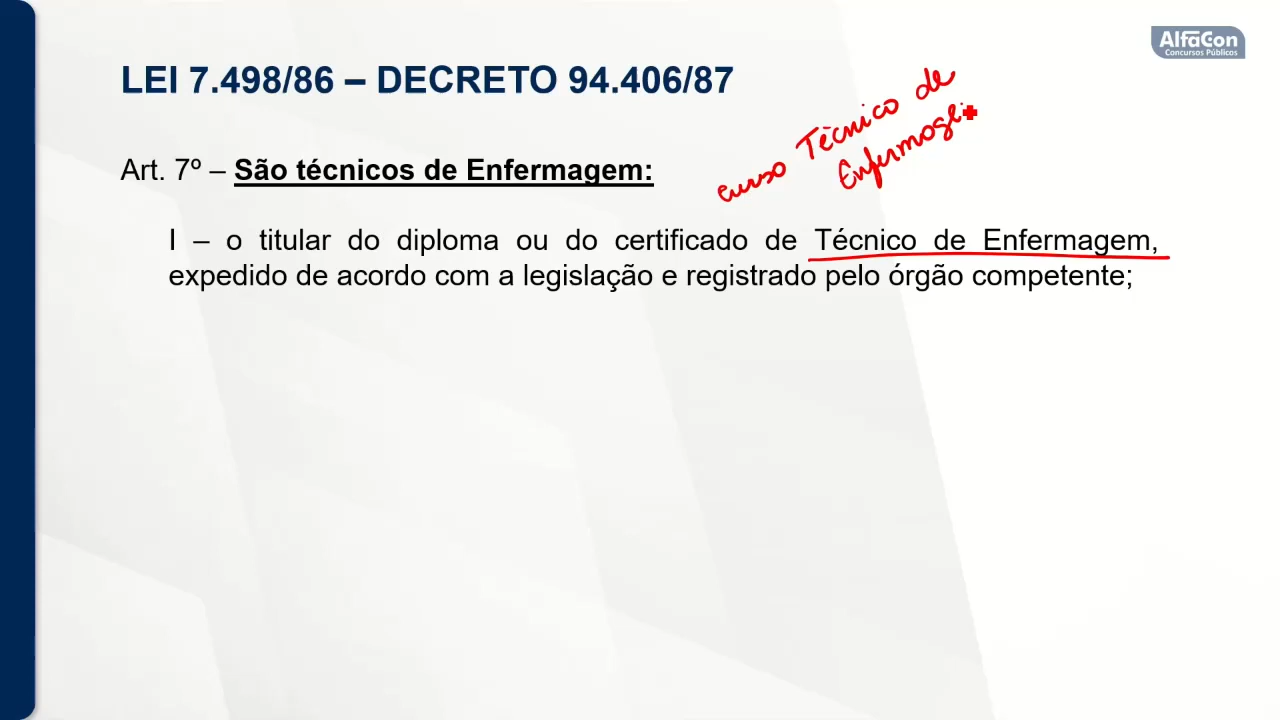 AlfaCon
Concursos Públicos
LEI 7.498/86 – DECRETO 94.406/87
curso Técnico de
Enfermage
Art. 7º – São técnicos de Enfermagem:
I – o titular do diploma ou do certificado de Técnico de Enfermagem,
expedido de acordo com a legislação e registrado pelo órgão competente;